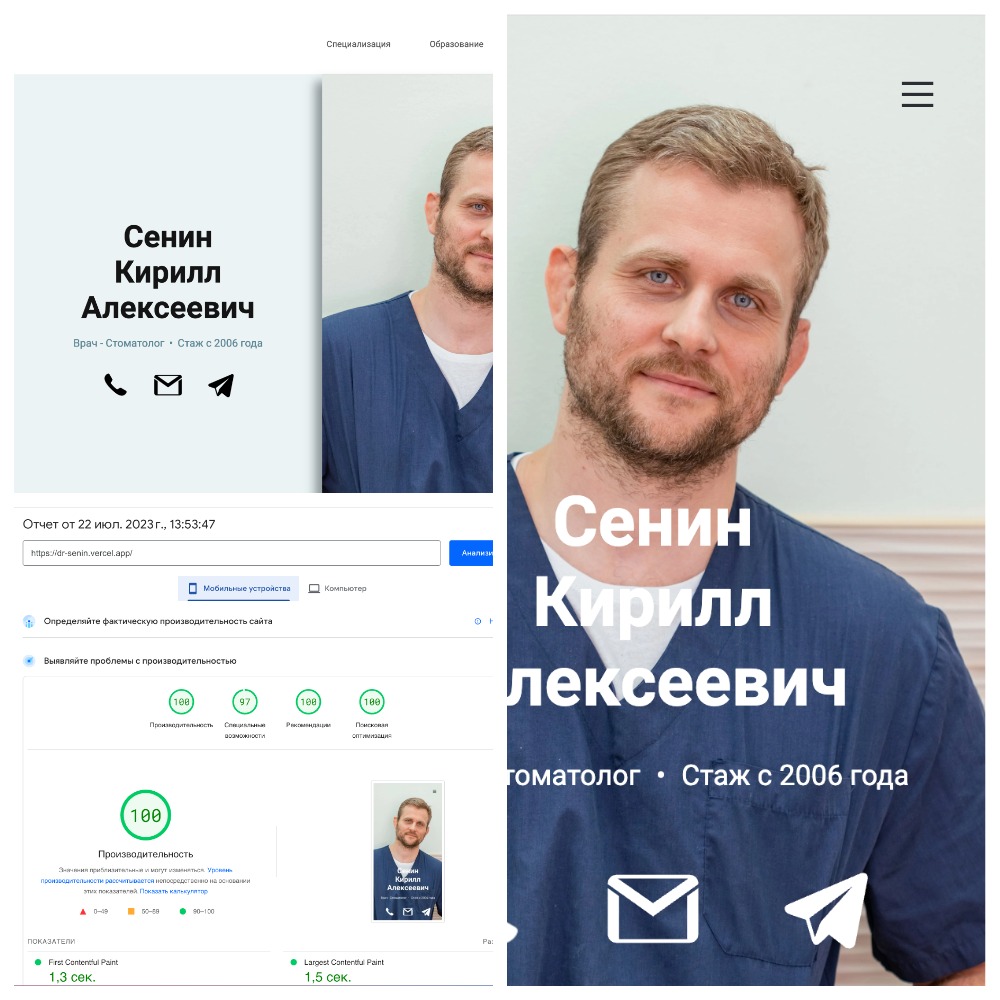 Специализация
Образование
Сенин
Кирилл
Алексеевич
Врач - Стоматолог • Стаж с 2006 года
Отчет от 22 июл. 2023 г., 13:53:47
https://dr-senin.vercel.app/
Анализи
Мобильные устройства
Компьютер
Определяйте фактическую производительность сайта
Выявляйте проблемы с производительностью
100
97
100
100
Производительность
Специальные
возможности
Рекомендации
Поисковая
оптимизация
100
Производительность
Значения приблизительные и могут изменяться. Уровень
производительности рассчитывается непосредственно на основании
этих показателей. Показать калькулятор
0–49
50–89
90–100
Сенин
Кирилл
Алексеевич
ПОКАЗАТЕЛИ
Раз
First Contentful Paint
1,3 сек.
Largest Contentful Paint
1,5 сек.
Сенин
Кирилл
лексеевич
томатолог • Стаж с 2006 года